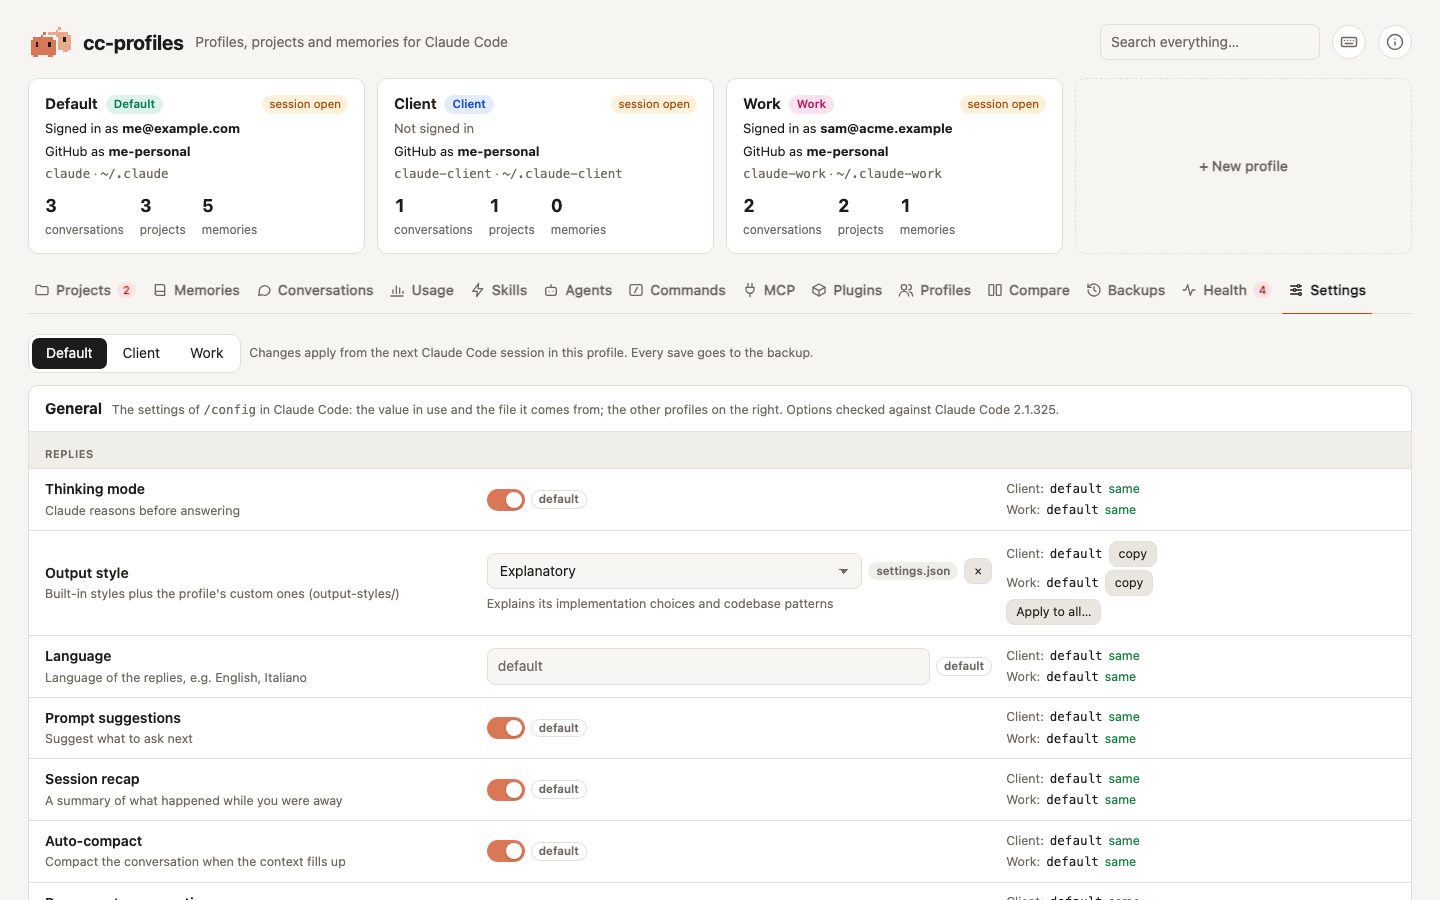 cc-profiles Profiles, projects and memories for Claude Code
Search everything...
Default Default session open
Signed in as me@example.com
GitHub as me-personal
claude · ~/.claude
3 3 5
conversations projects memories
Client Client session open
Not signed in
GitHub as me-personal
claude-client · ~/.claude-client
1 1 0
conversations projects memories
Work Work session open
Signed in as sam@acme.example
GitHub as me-personal
claude-work · ~/.claude-work
2 2 1
conversations projects memories
+ New profile
Projects 2 Memories Conversations Usage Skills Agents Commands MCP Plugins Profiles Compare Backups Health 4 Settings
Default Client Work Changes apply from the next Claude Code session in this profile. Every save goes to the backup.
General The settings of /config in Claude Code: the value in use and the file it comes from; the other profiles on the right. Options checked against Claude Code 2.1.325.
REPLIES
Thinking mode
Claude reasons before answering
default
Client: default same
Work: default same
Output style
Built-in styles plus the profile's custom ones (output-styles/)
Explanatory settings.json ×
Explains its implementation choices and codebase patterns
Client: default copy
Work: default copy
Apply to all...
Language
Language of the replies, e.g. English, Italiano
default default
Client: default same
Work: default same
Prompt suggestions
Suggest what to ask next
default
Client: default same
Work: default same
Session recap
A summary of what happened while you were away
default
Client: default same
Work: default same
Auto-compact
Compact the conversation when the context fills up
default
Client: default same
Work: default same